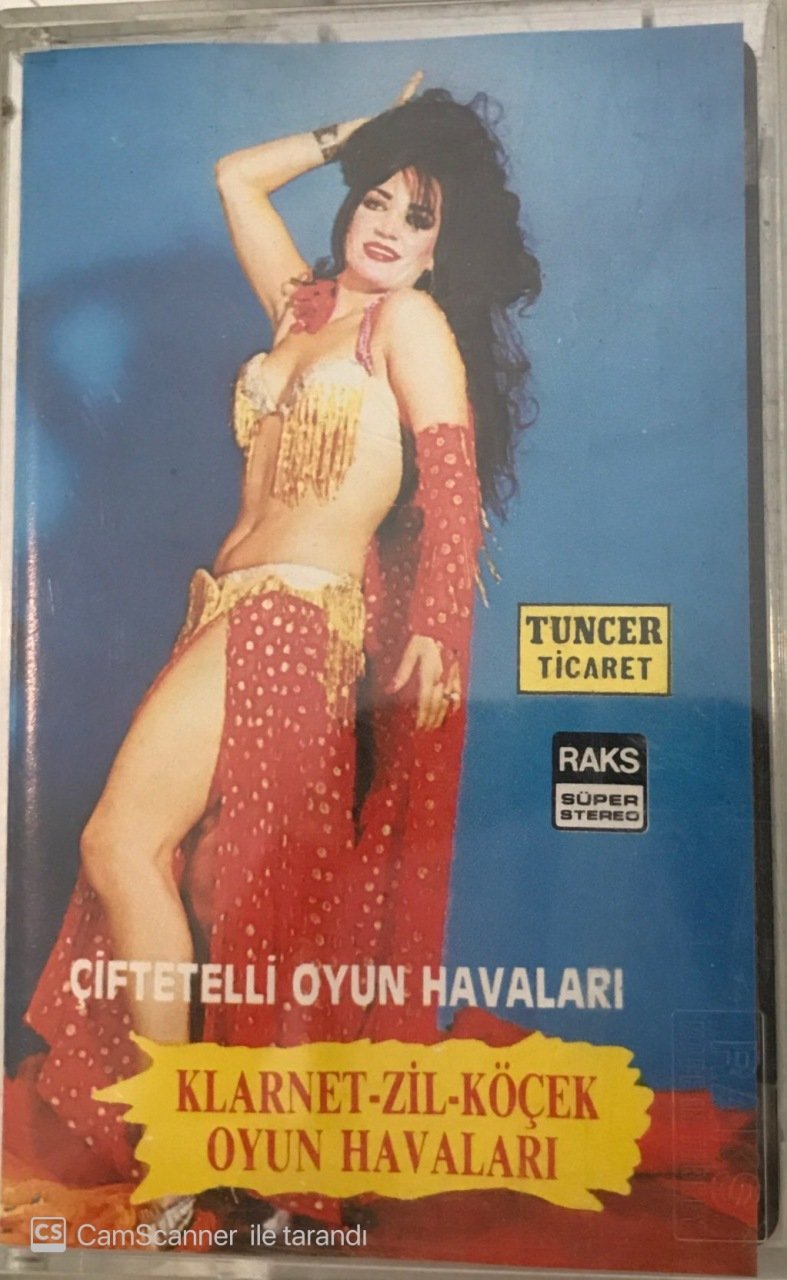 TUNCER
TİCARET
RAKS
SÜPER
STEREO
ÇİFTETELLİ OYUN HAVALARI
KLARNET-ZİL-KÖÇEK
OYUN HAVALARI
CS CamScanner ile tarandı